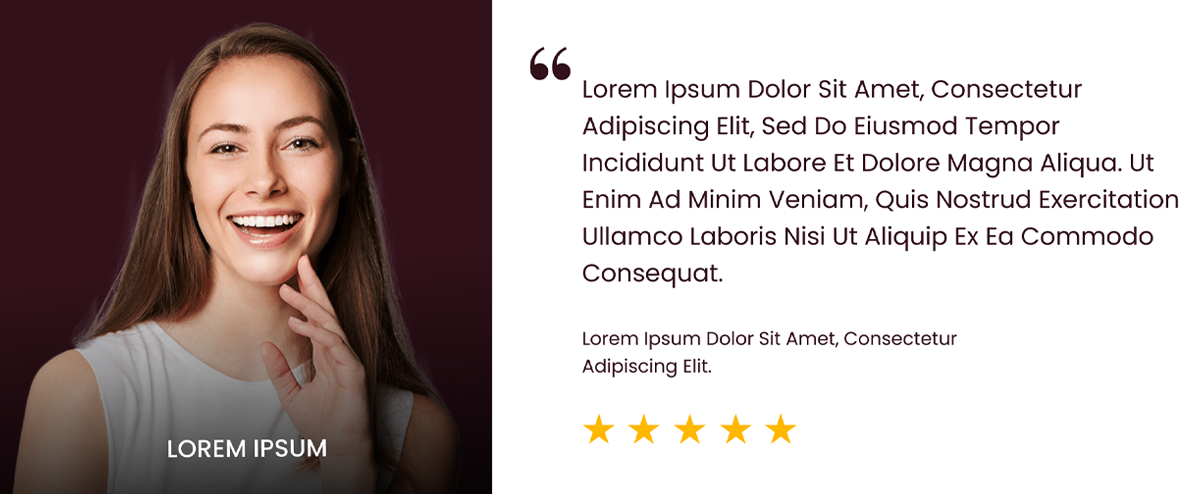 “
Lorem Ipsum Dolor Sit Amet, Consectetur
Adipiscing Elit, Sed Do Eiusmod Tempor
Incididunt Ut Labore Et Dolore Magna Aliqua. Ut
Enim Ad Minim Veniam, Quis Nostrud Exercitation
Ullamco Laboris Nisi Ut Aliquip Ex Ea Commodo
Consequat.
Lorem Ipsum Dolor Sit Amet, Consectetur
Adipiscing Elit.
LOREM IPSUM